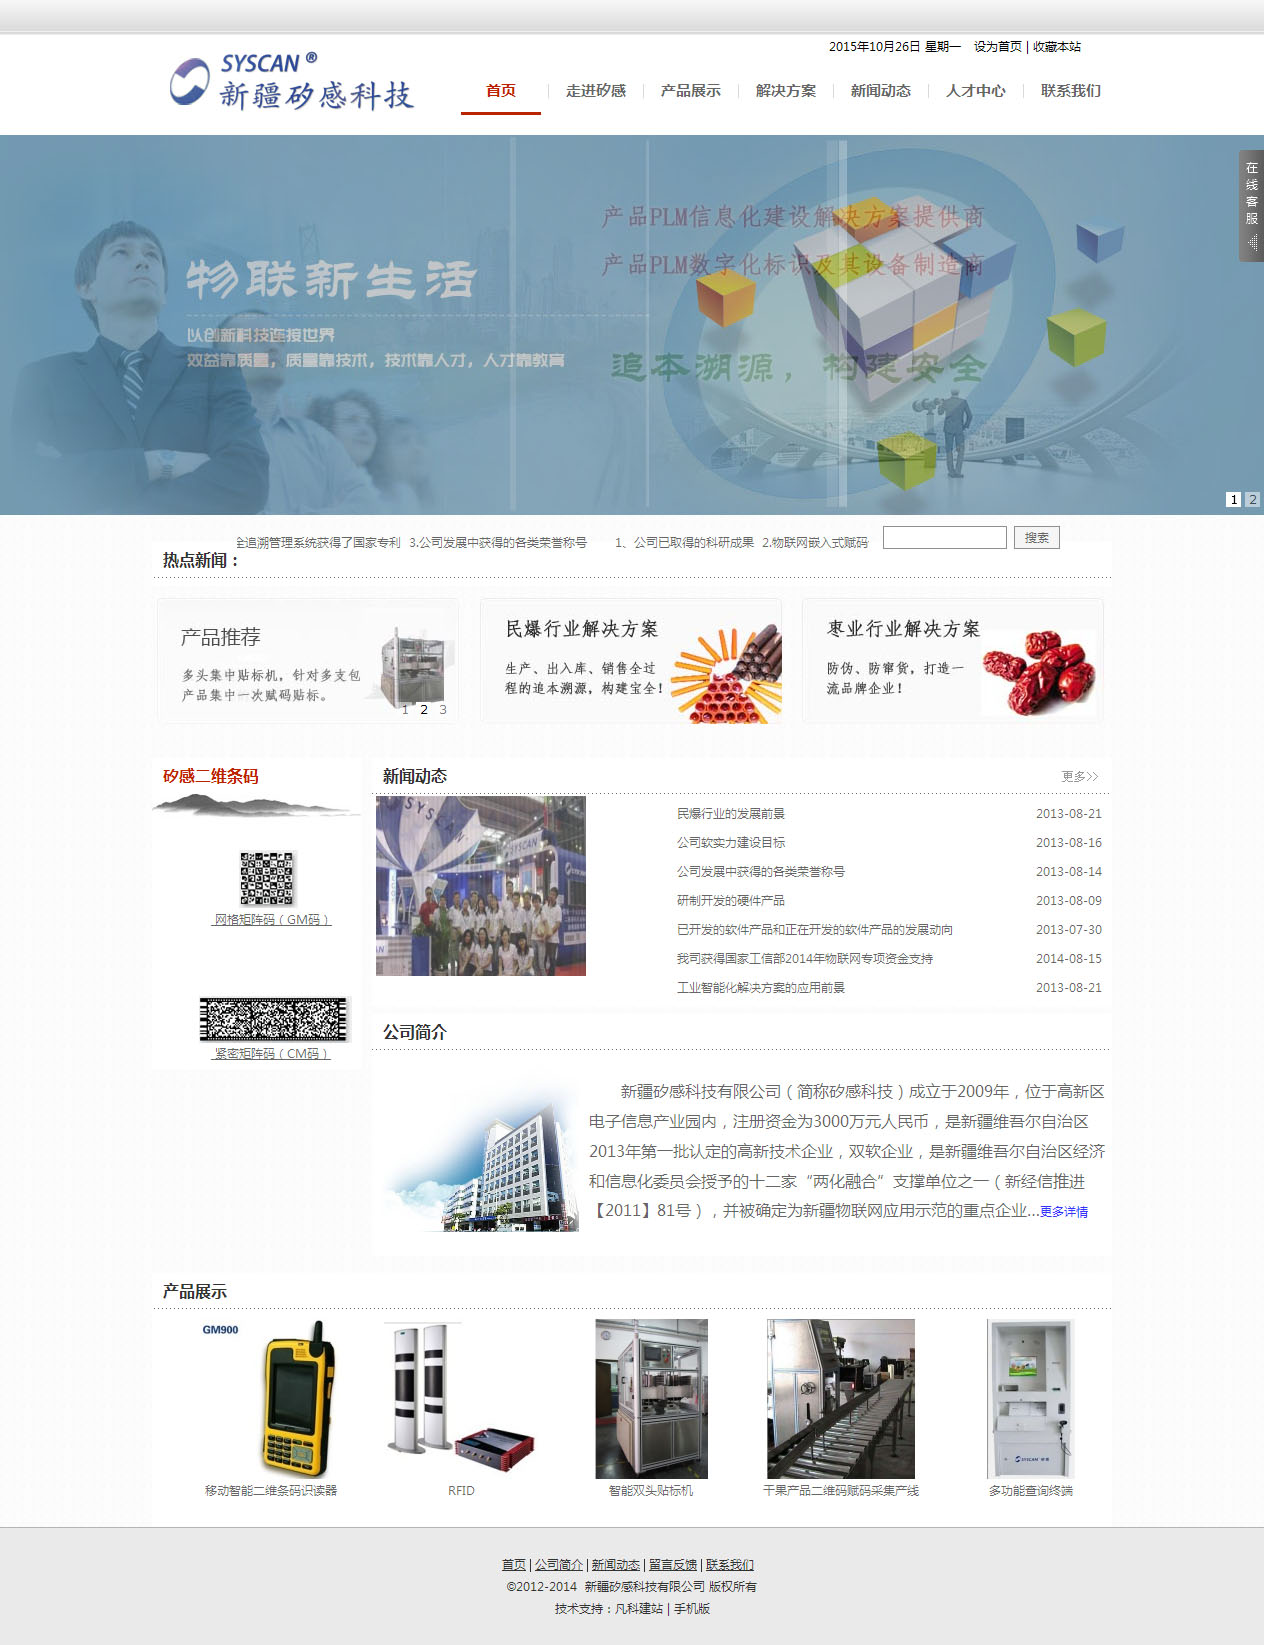 2015年10月26日 星期一 设为首页 | 收藏本站
SYSCAN ®
新疆矽感科技
首页 走进矽感 产品展示 解决方案 新闻动态 人才中心 联系我们
在线客服
产品PLM信息化建设解决方案提供商
产品PLM数字化标识及其设备制造商
物联新生活
以创新科技连接世界
效益靠质量，质量靠技术，技术靠人才，人才靠教育
追本溯源，构建安全
1 2
全追溯管理系统获得了国家专利 3.公司发展中获得的各类荣誉称号 1、公司已取得的科研成果 2.物联网嵌入式赋码
搜索
热点新闻：
产品推荐
多头集中贴标机，针对多支包
产品集中一次赋码贴标。
1 2 3
民爆行业解决方案
生产、出入库、销售全过
程的追本溯源，构建宝全！
枣业行业解决方案
防伪、防窜货，打造一
流品牌企业！
矽感二维条码
网格矩阵码（GM码）
紧密矩阵码（CM码）
新闻动态 更多>>
SYSCAN
SYSCAN
民爆行业的发展前景 2013-08-21
公司软实力建设目标 2013-08-16
公司发展中获得的各类荣誉称号 2013-08-14
研制开发的硬件产品 2013-08-09
已开发的软件产品和正在开发的软件产品的发展动向 2013-07-30
我司获得国家工信部2014年物联网专项资金支持 2014-08-15
工业智能化解决方案的应用前景 2013-08-21
公司简介
新疆矽感科技有限公司（简称矽感科技）成立于2009年，位于高新区
电子信息产业园内，注册资金为3000万元人民币，是新疆维吾尔自治区
2013年第一批认定的高新技术企业，双软企业，是新疆维吾尔自治区经济
和信息化委员会授予的十二家“两化融合”支撑单位之一（新经信推进
【2011】81号），并被确定为新疆物联网应用示范的重点企业...更多详情
产品展示
GM900
SYSCAN
移动智能二维条码识读器
RFID
智能双头贴标机
干果产品二维码赋码采集产线
多功能查询终端
首页 | 公司简介 | 新闻动态 | 留言反馈 | 联系我们
©2012-2014 新疆矽感科技有限公司 版权所有
技术支持：凡科建站 | 手机版